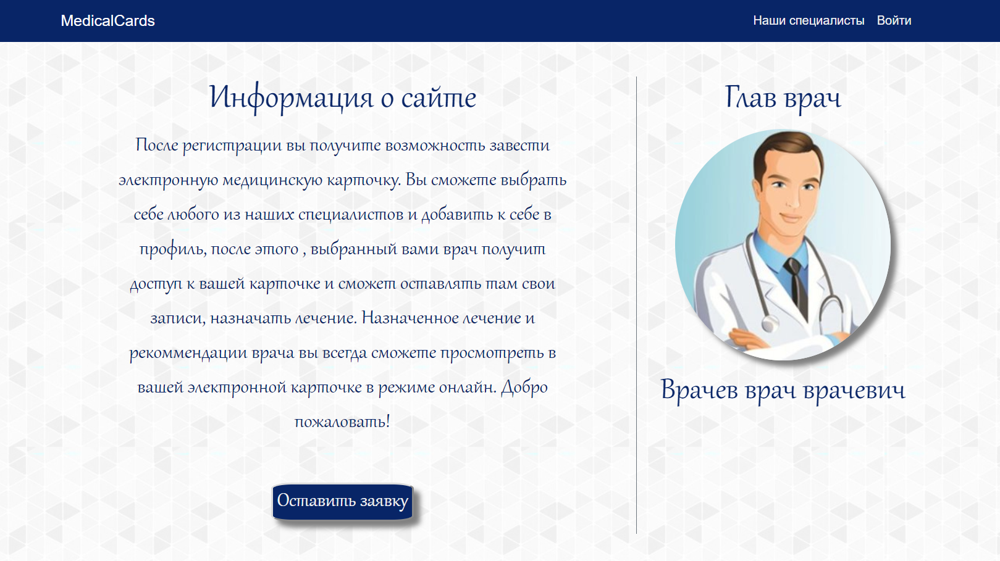 MedicalCards
Наши специалисты
Войти
Информация о сайте
После регистрации вы получите возможность завести
электронную медицинскую карточку. Вы сможете выбрать
себе любого из наших специалистов и добавить к себе в
профиль, после этого , выбранный вами врач получит
доступ к вашей карточке и сможет оставлять там свои
записи, назначать лечение. Назначенное лечение и
рекоммендации врача вы всегда сможете просмотреть в
вашей электронной карточке в режиме онлайн. Добро
пожаловать!
Оставить заявку
Глав врач
Врачев врач врачевич